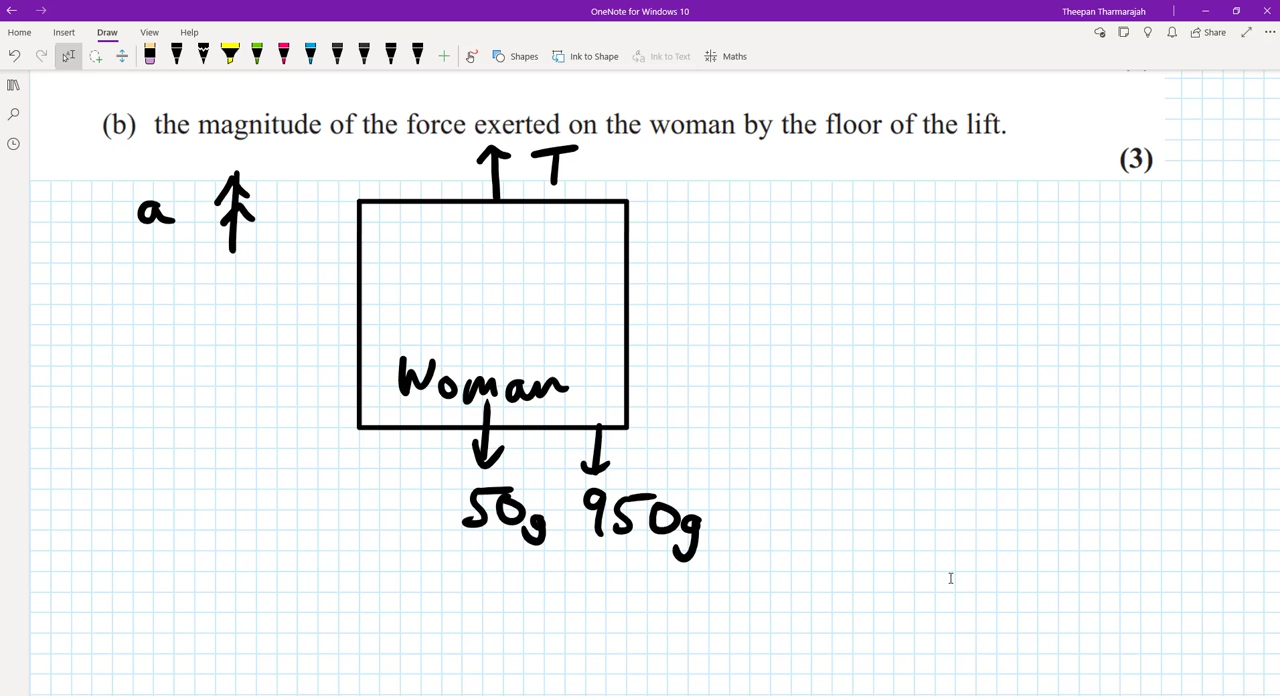 OneNote for Windows 10
Theepan Tharmarajah
Home Insert Draw View Help
Share
Shapes Ink to Shape Ink to Text Maths
(b) the magnitude of the force exerted on the woman by the floor of the lift.
(3)
T
a
Woman
50g 950g